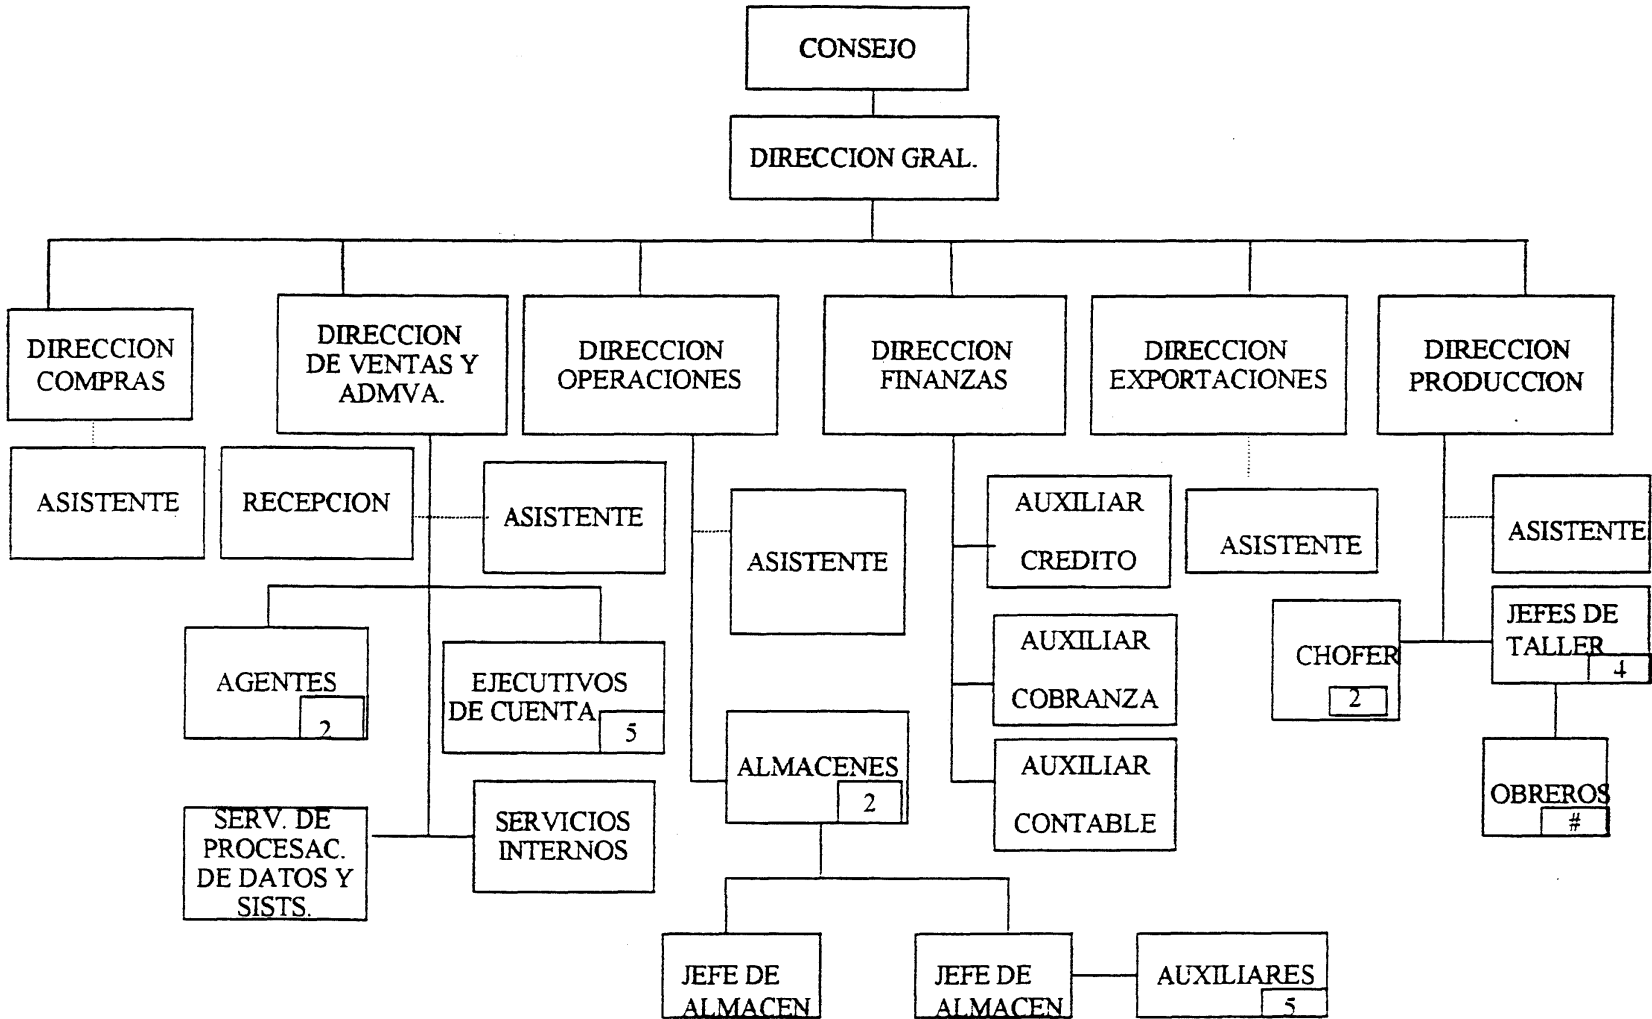 CONSEJO
DIRECCION GRAL.
DIRECCION
COMPRAS
DIRECCION
DE VENTAS Y
ADMVA.
DIRECCION
OPERACIONES
DIRECCION
FINANZAS
DIRECCION
EXPORTACIONES
DIRECCION
PRODUCCION
ASISTENTE
RECEPCION
ASISTENTE
ASISTENTE
AUXILIAR
CREDITO
ASISTENTE
ASISTENTE
AGENTES
2
EJECUTIVOS
DE CUENTA
5
AUXILIAR
COBRANZA
CHOFER
2
JEFES DE
TALLER
4
ALMACENES
2
AUXILIAR
CONTABLE
OBREROS
#
SERV. DE
PROCESAC.
DE DATOS Y
SISTS.
SERVICIOS
INTERNOS
JEFE DE
ALMACEN
JEFE DE
ALMACEN
AUXILIARES
5